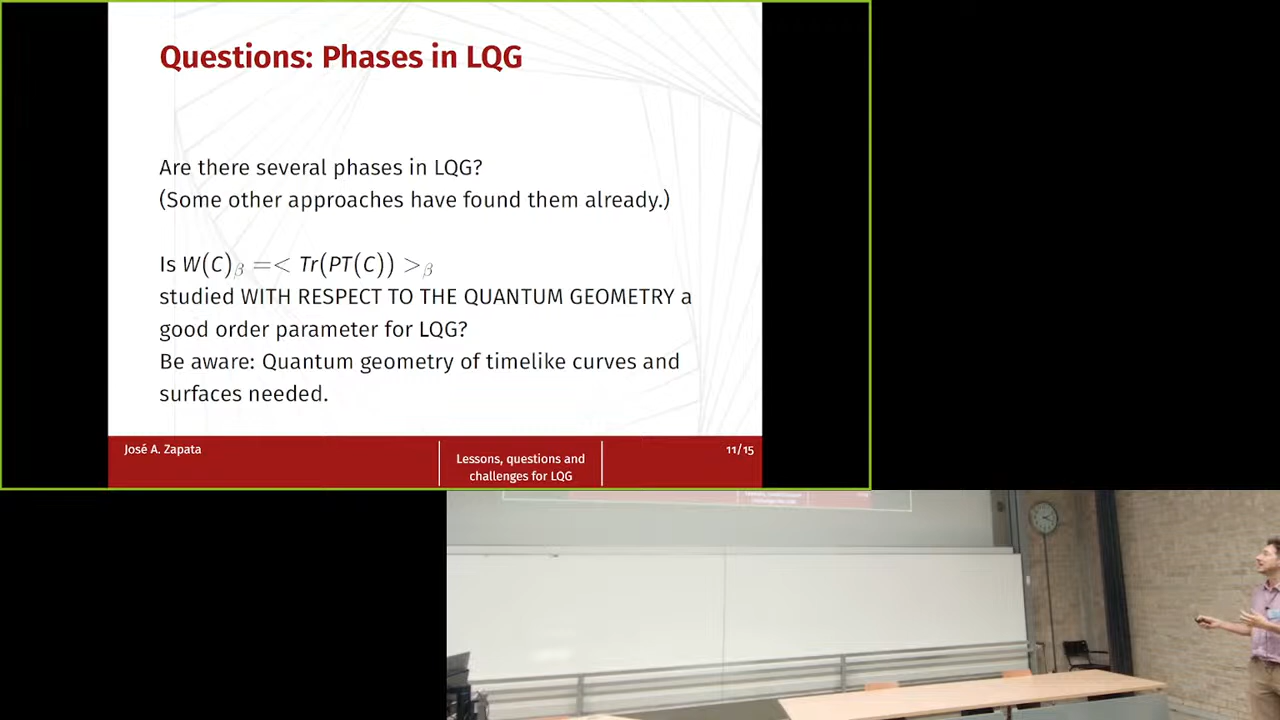 Questions: Phases in LQG
Are there several phases in LQG?
(Some other approaches have found them already.)
Is W(C)_β =< Tr(PT(C)) >_β
studied WITH RESPECT TO THE QUANTUM GEOMETRY a
good order parameter for LQG?
Be aware: Quantum geometry of timelike curves and
surfaces needed.
José A. Zapata
Lessons, questions and
challenges for LQG
11/15